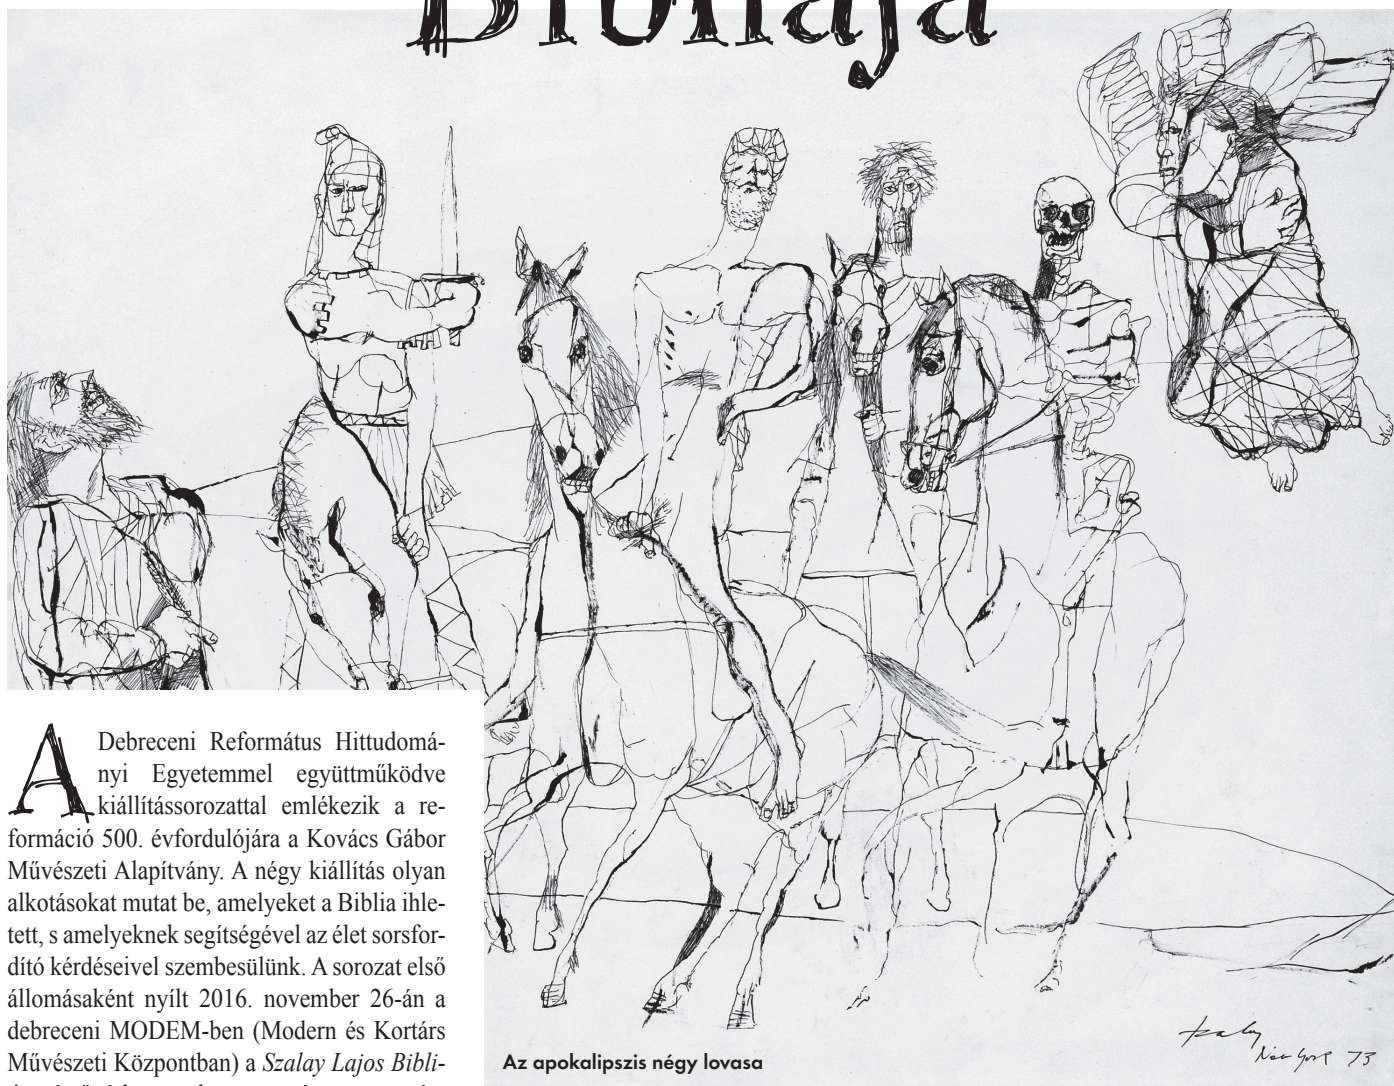 Bibliája
A Debreceni Református Hittudomá-
nyi Egyetemmel együttműködve
kiállítássorozattal emlékezik a re-
formáció 500. évfordulójára a Kovács Gábor
Művészeti Alapítvány. A négy kiállítás olyan
alkotásokat mutat be, amelyeket a Biblia ihle-
tett, s amelyeknek segítségével az élet sorsfor-
dító kérdéseivel szembesülünk. A sorozat első
állomásaként nyílt 2016. november 26-án a
debreceni MODEM-ben (Modern és Kortárs
Művészeti Központban) a Szalay Lajos Bibli-
Az apokalipszis négy lovasa
Szalay
New York 73